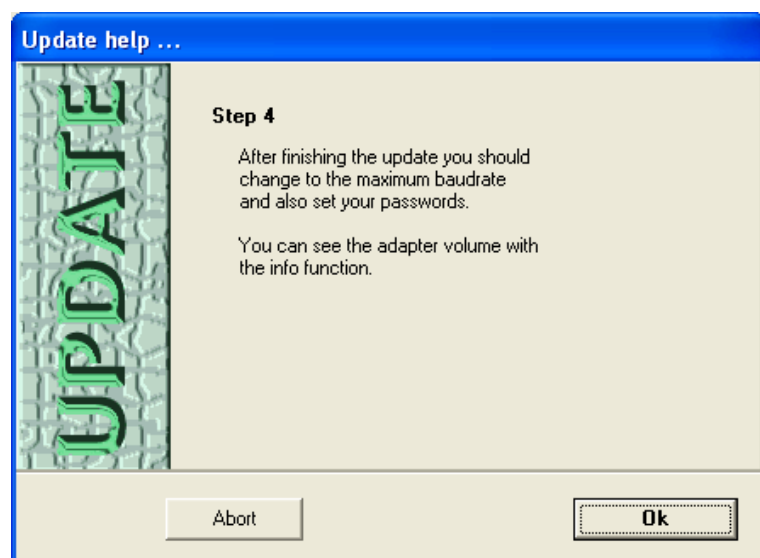 Update help ...
UPDATE
Step 4
After finishing the update you should
change to the maximum baudrate
and also set your passwords.
You can see the adapter volume with
the info function.
Abort
Ok